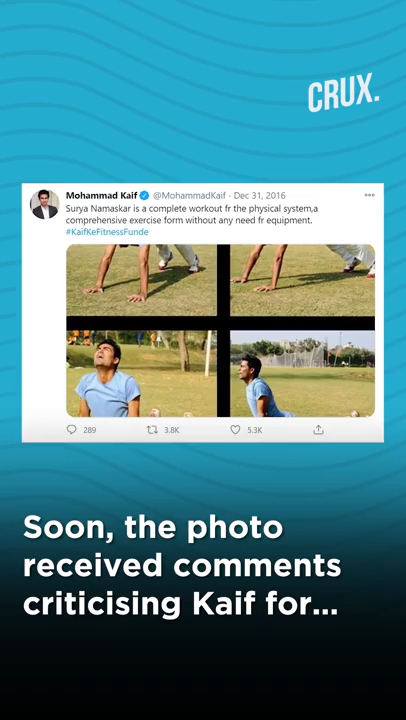 CRUX.
Mohammad Kaif @MohammadKaif · Dec 31, 2016
Surya Namaskar is a complete workout fr the physical system,a
comprehensive exercise form without any need fr equipment.
#KaifKeFitnessFunde
289 3.8K 5.3K
Soon, the photo
received comments
criticising Kaif for...